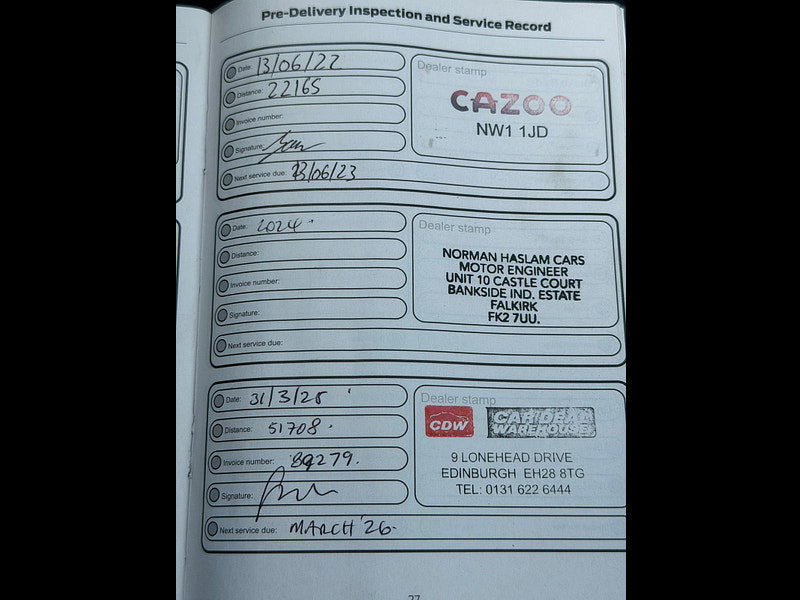 Pre-Delivery Inspection and Service Record
Date: 13/06/22
Distance: 22165
Invoice number:
Signature:
Next service due: 13/06/23
Dealer stamp
CAZOO
NW1 1JD
Date: 2024.
Distance:
Invoice number:
Signature:
Next service due:
Dealer stamp
NORMAN HASLAM CARS
MOTOR ENGINEER
UNIT 10 CASTLE COURT
BANKSIDE IND. ESTATE
FALKIRK
FK2 7UU.
Date: 31/3/25
Distance: 51708.
Invoice number: 89279.
Signature:
Next service due: MARCH '26-
Dealer stamp
CDW CAR DEAL
WAREHOUSE
9 LONEHEAD DRIVE
EDINBURGH EH28 8TG
TEL: 0131 622 6444
27